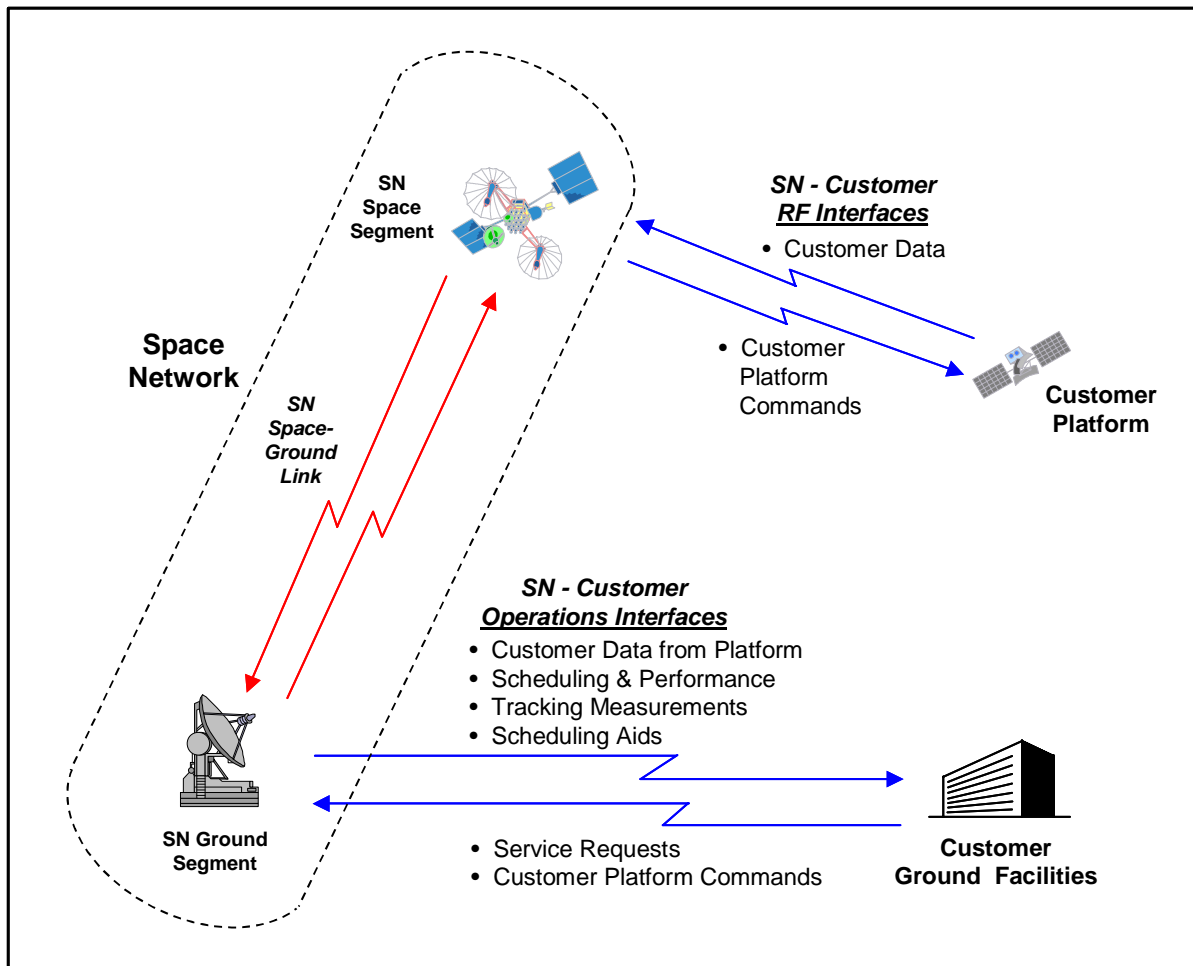 SN
Space
Segment
SN - Customer
RF Interfaces
• Customer Data
• Customer
Platform
Commands
Customer
Platform
Space
Network
SN
Space-
Ground
Link
SN - Customer
Operations Interfaces
• Customer Data from Platform
• Scheduling & Performance
• Tracking Measurements
• Scheduling Aids
SN Ground
Segment
• Service Requests
• Customer Platform Commands
Customer
Ground Facilities